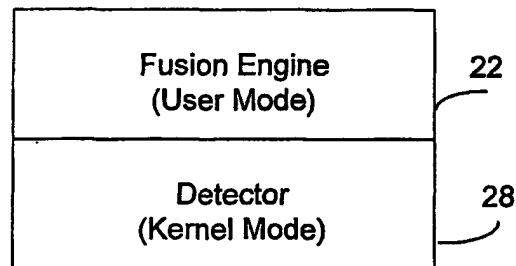 Fusion Engine
(User Mode)
22
Detector
(Kernel Mode)
28